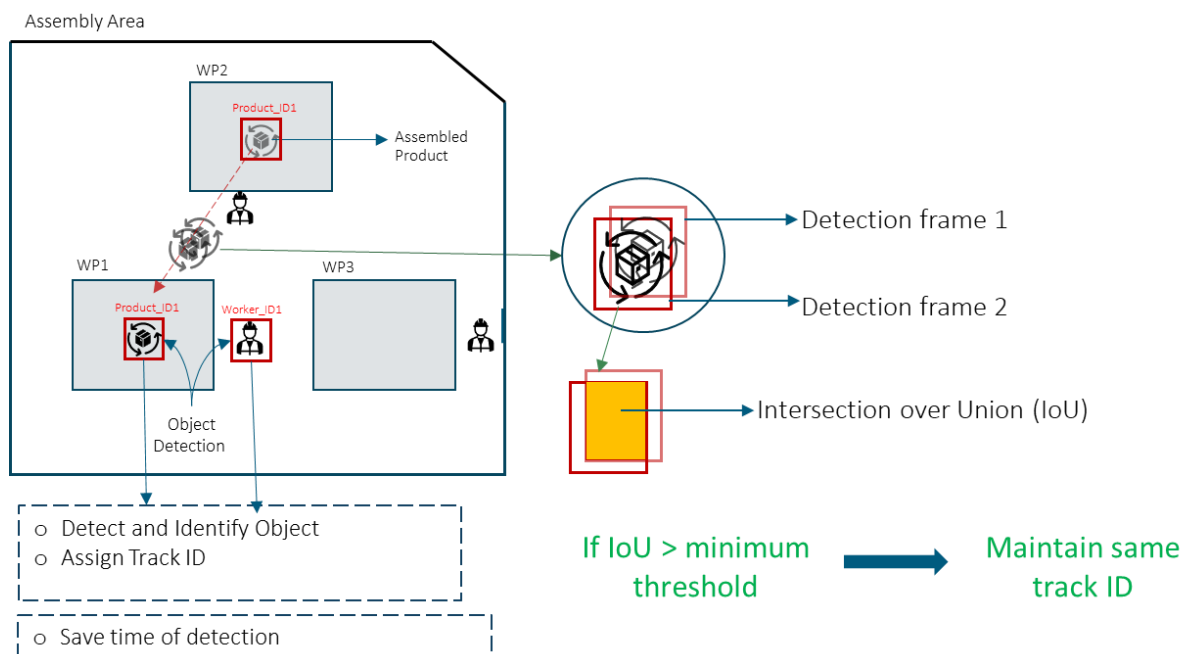 Assembly Area
WP2
Product_ID1
Assembled
Product
WP1
Product_ID1
Worker_ID1
WP3
Object
Detection
Detection frame 1
Detection frame 2
Intersection over Union (IoU)
o Detect and Identify Object
o Assign Track ID
o Save time of detection
If IoU > minimum
threshold
Maintain same
track ID